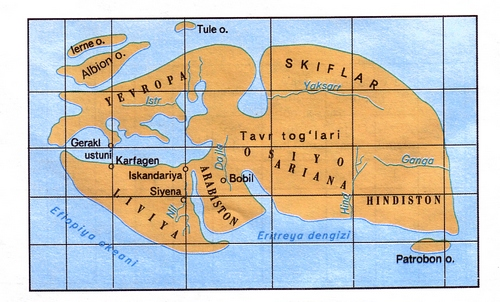 Tule o.
Ierne o.
Albion o.
SKIFLAR
YEVROPA
Yaksart
Istr
Tavr tog'lari
Gerakl
ustuni
Karfagen
OSIYO
Ganga
Iskandariya
Dajla
ARIANA
Bobil
Siyena
ARABISTON
Hind
HINDISTON
LIVIYA
Nil
Efiopiya okeani
Eritreya dengizi
Patrobon o.